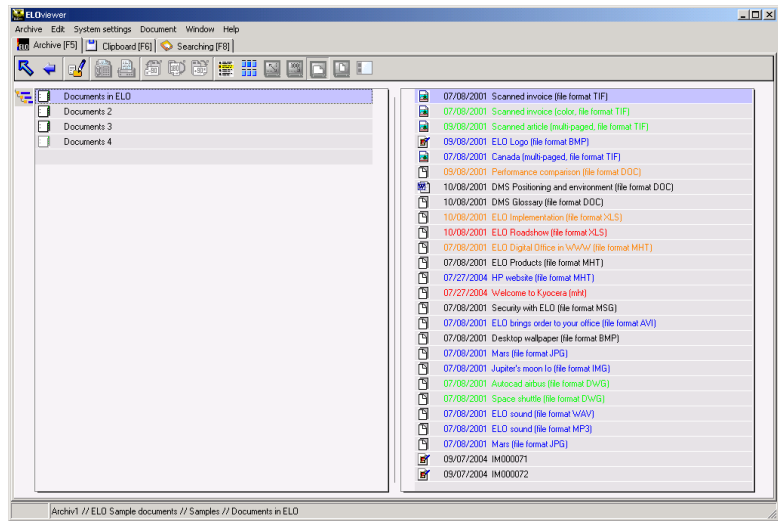 ELOviewer
Archive Edit System settings Document Window Help
Archive [F5] Clipboard [F6] Searching [F8]
Documents in ELO
Documents 2
Documents 3
Documents 4
07/08/2001 Scanned invoice (file format TIF)
07/08/2001 Scanned invoice (color, file format TIF)
09/08/2001 Scanned article (multi-paged, file format TIF)
09/08/2001 ELO Logo (file format BMP)
07/08/2001 Canada (multi-paged, file format TIF)
09/08/2001 Performance comparison (file format DOC)
10/08/2001 DMS Positioning and environment (file format DOC)
10/08/2001 DMS Glossary (file format DOC)
10/08/2001 ELO Implementation (file format XLS)
10/08/2001 ELO Roadshow (file format XLS)
07/08/2001 ELO Digital Office in WWW (file format MHT)
07/08/2001 ELO Products (file format MHT)
07/27/2004 HP website (file format MHT)
07/27/2004 Welcome to Kyocera (mht)
07/08/2001 Security with ELO (file format MSG)
07/08/2001 ELO brings order to your office (file format AVI)
07/08/2001 Desktop wallpaper (file format BMP)
07/08/2001 Mars (file format JPG)
07/08/2001 Jupiter's moon Io (file format IMG)
07/08/2001 Autocad airbus (file format DWG)
07/08/2001 Space shuttle (file format DWG)
07/08/2001 ELO sound (file format WAV)
07/08/2001 ELO sound (file format MP3)
07/08/2001 Mars (file format JPG)
09/07/2004 IM000071
09/07/2004 IM000072
Archiv1 // ELO Sample documents // Samples // Documents in ELO